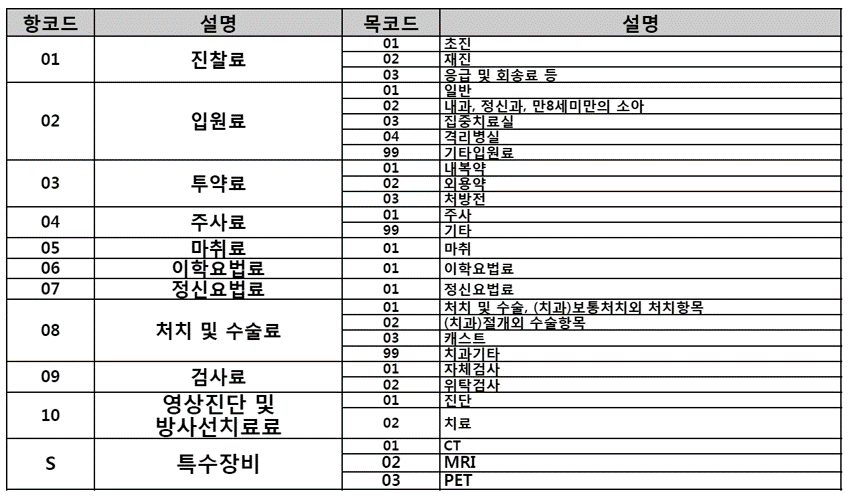 항코드 설명 목코드 설명
01 진찰료 01 초진
02 재진
03 응급 및 회송료 등
02 입원료 01 일반
02 내과, 정신과, 만8세미만의 소아
03 집중치료실
04 격리병실
99 기타입원료
03 투약료 01 내복약
02 외용약
03 처방전
04 주사료 01 주사
99 기타
05 마취료 01 마취
06 이학요법료 01 이학요법료
07 정신요법료 01 정신요법료
08 처치 및 수술료 01 처치 및 수술, (치과)보통처치외 처치항목
02 (치과)절개외 수술항목
03 캐스트
99 치과기타
09 검사료 01 자체검사
02 위탁검사
10 영상진단 및 01 진단
방사선치료료 02 치료
S 특수장비 01 CT
02 MRI
03 PET